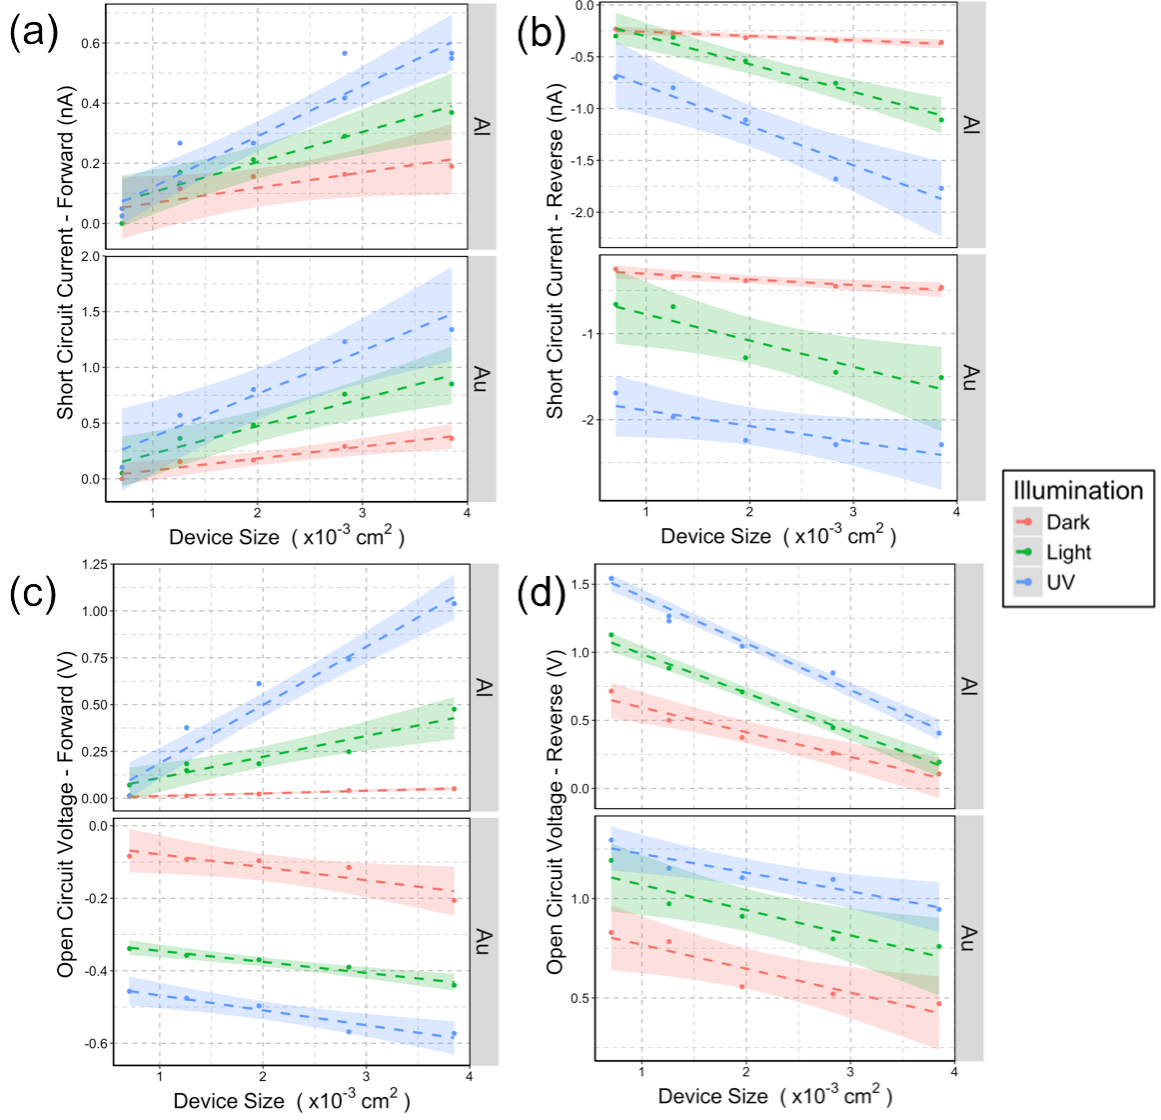 (a)
Short Circuit Current - Forward (nA)
0.6
0.4
0.2
0.0
Al
2.0
1.5
1.0
0.5
0.0
Au
1 2 3 4
Device Size ( x10-3 cm2 )
(b)
Short Circuit Current - Reverse (nA)
0.0
-0.5
-1.0
-1.5
-2.0
Al
-1
-2
Au
1 2 3 4
Device Size ( x10-3 cm2 )
Illumination
Dark
Light
UV
(c)
Open Circuit Voltage - Forward (V)
1.25
1.00
0.75
0.50
0.25
0.00
Al
0.0
-0.2
-0.4
-0.6
Au
1 2 3 4
Device Size ( x10-3 cm2 )
(d)
Open Circuit Voltage - Reverse (V)
1.5
1.0
0.5
0.0
Al
1.0
0.5
Au
1 2 3 4
Device Size ( x10-3 cm2 )